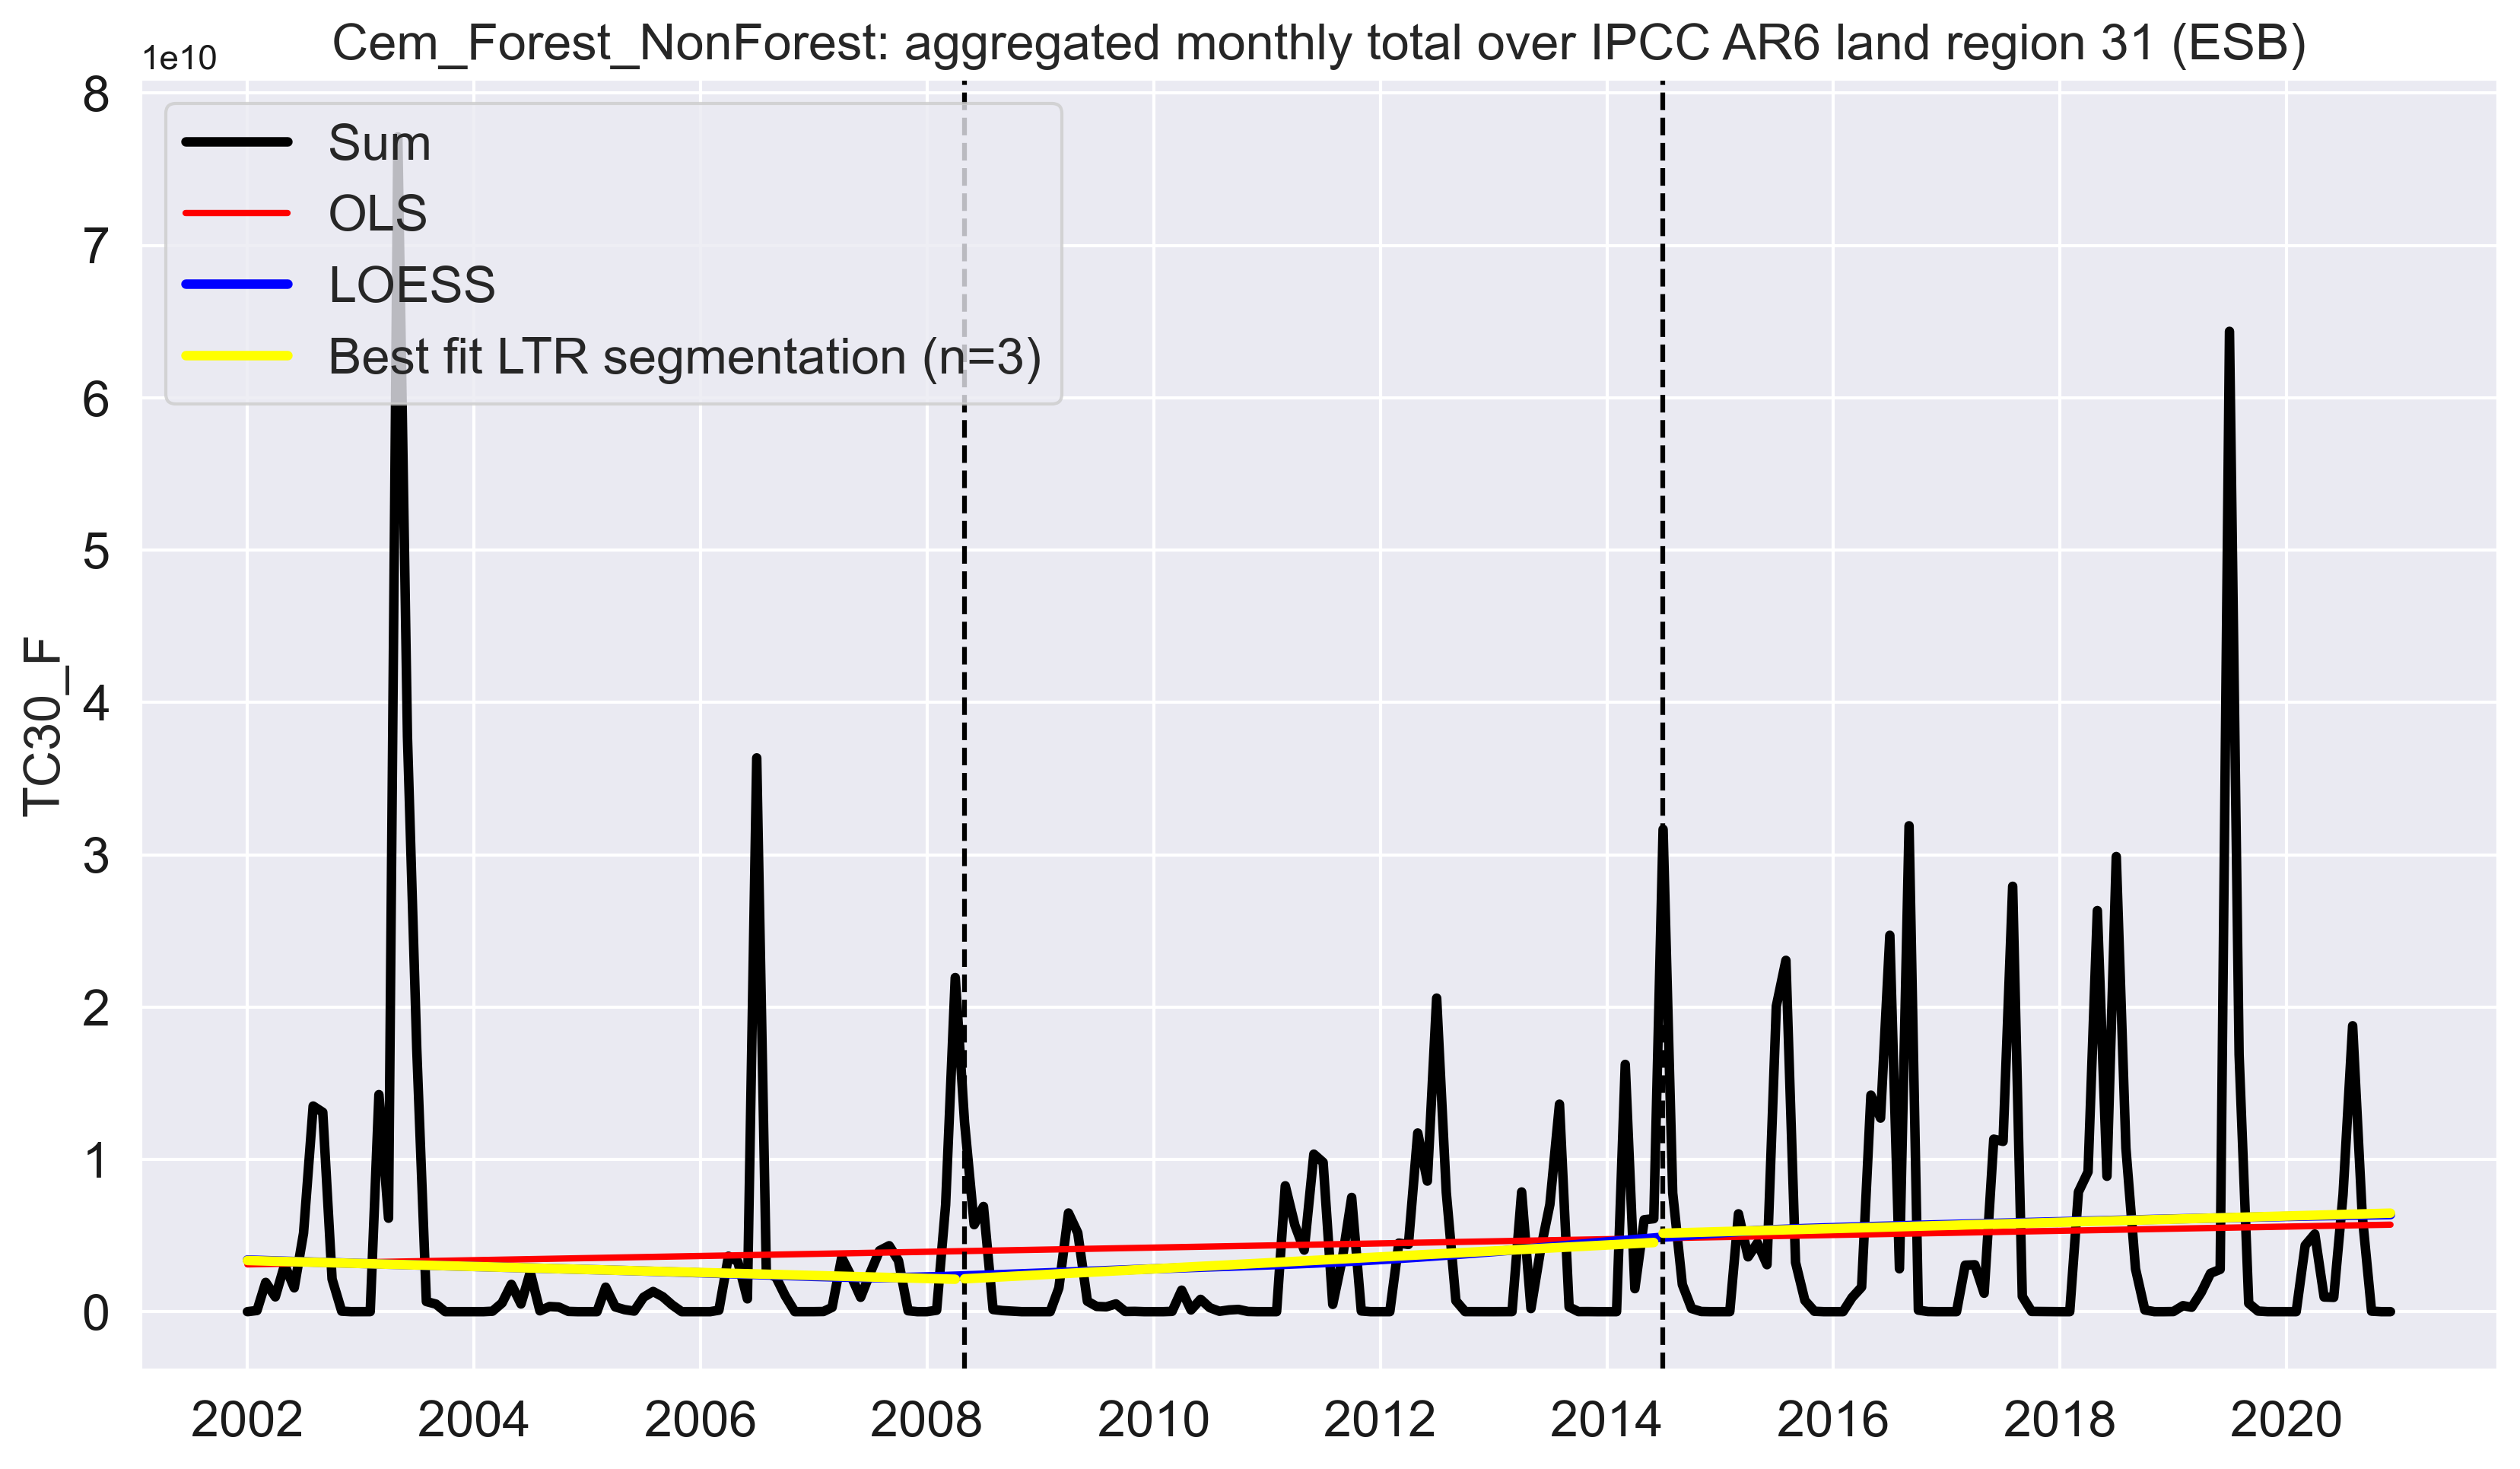 Cem_Forest_NonForest: aggregated monthly total over IPCC AR6 land region 31 (ESB)
1e10
8
7
6
5
4
3
2
1
0
TC30_F
Sum
OLS
LOESS
Best fit LTR segmentation (n=3)
2002 2004 2006 2008 2010 2012 2014 2016 2018 2020